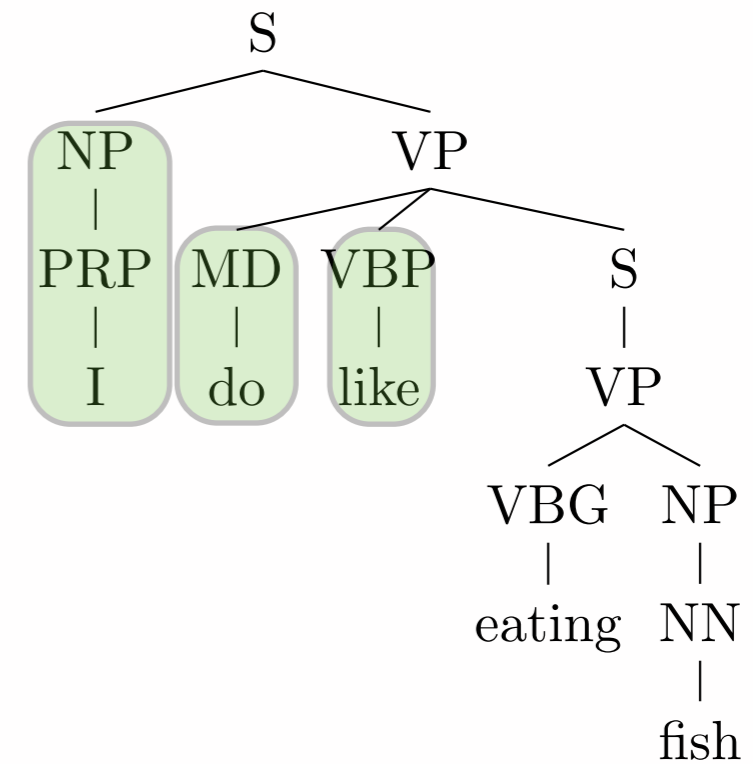 S
NP VP
PRP MD VBP S
I do like VP
VBG NP
eating NN
fish